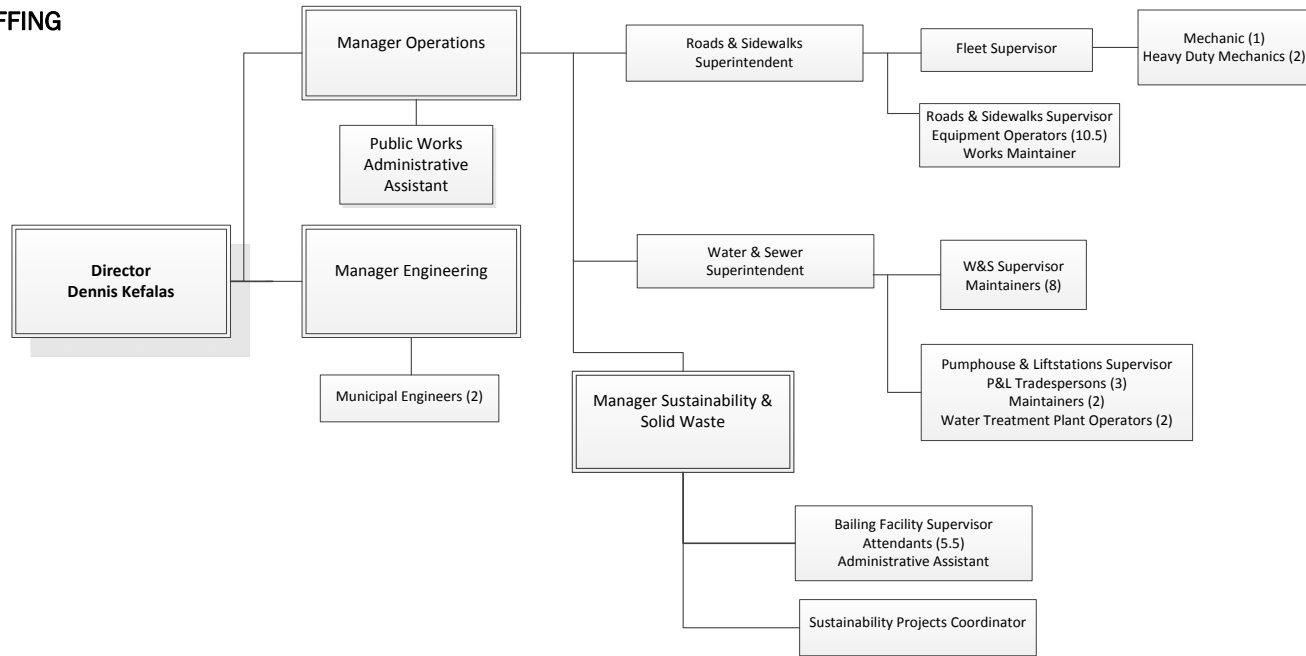 FFING
Manager Operations
Public Works
Administrative
Assistant
Director
Dennis Kefalas
Manager Engineering
Municipal Engineers (2)
Roads & Sidewalks
Superintendent
Fleet Supervisor
Mechanic (1)
Heavy Duty Mechanics (2)
Roads & Sidewalks Supervisor
Equipment Operators (10.5)
Works Maintainer
Water & Sewer
Superintendent
W&S Supervisor
Maintainers (8)
Pumphouse & Liftstations Supervisor
P&L Tradespersons (3)
Maintainers (2)
Water Treatment Plant Operators (2)
Manager Sustainability &
Solid Waste
Bailing Facility Supervisor
Attendants (5.5)
Administrative Assistant
Sustainability Projects Coordinator